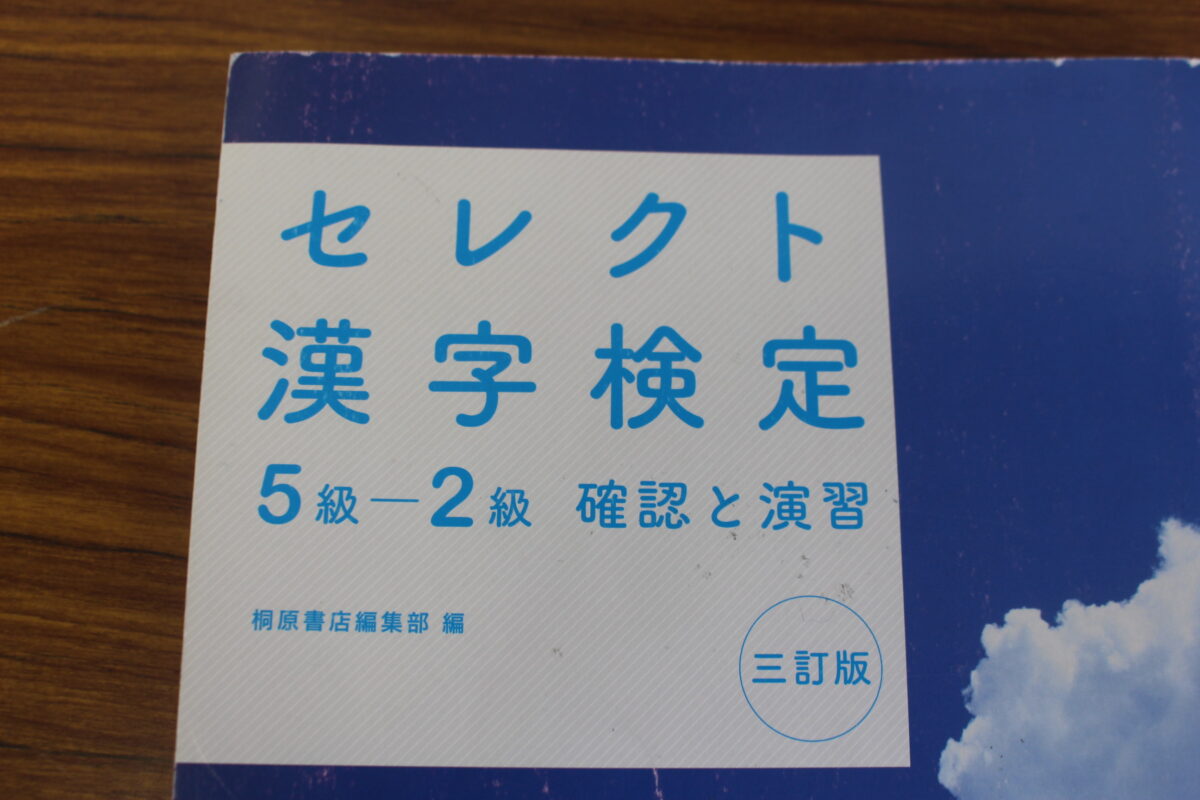 セレクト
漢字検定
5級—2級 確認と演習
桐原書店編集部 編
三訂版